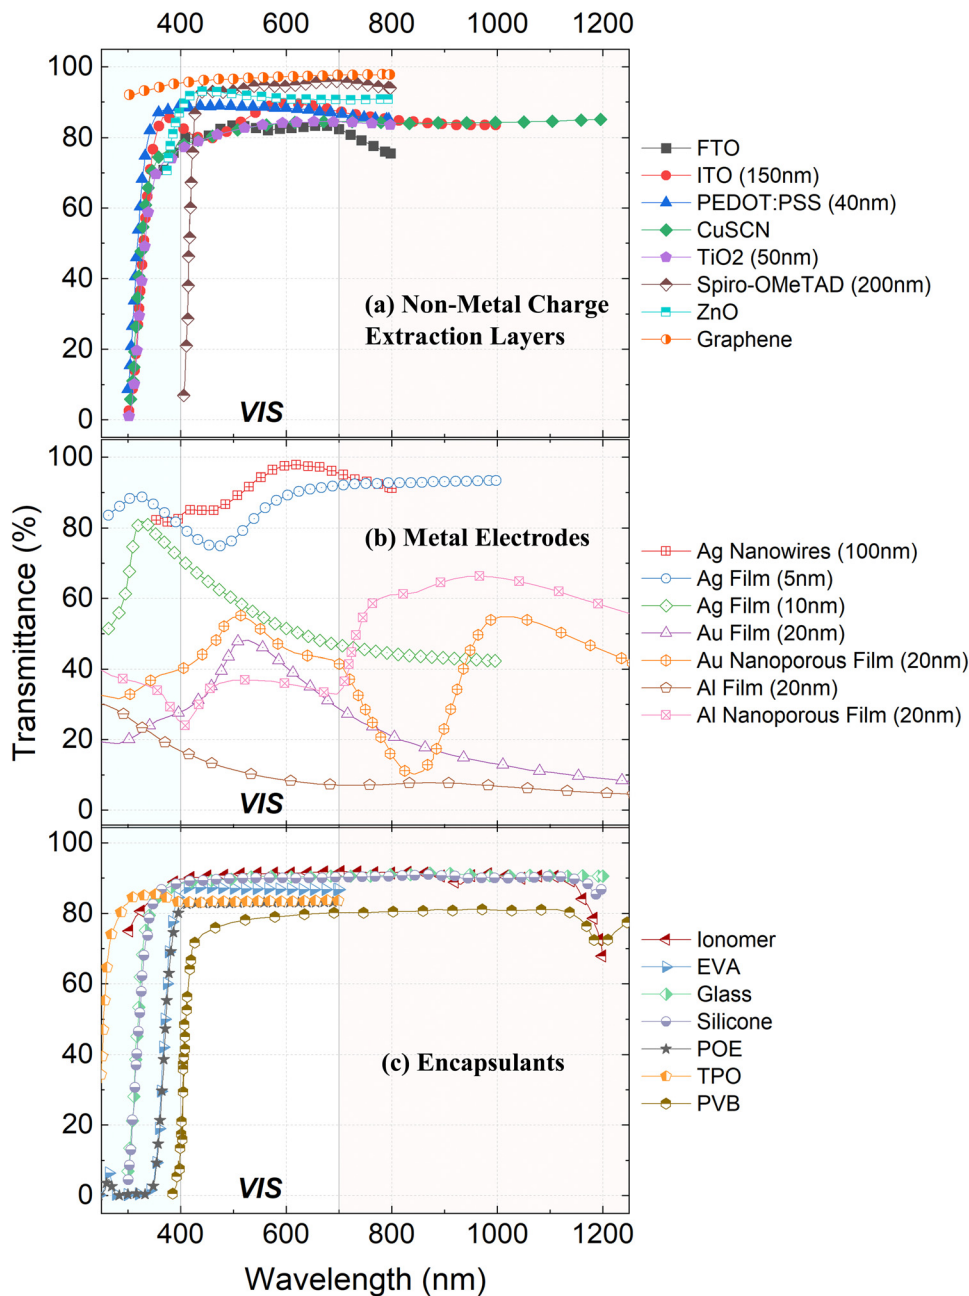 400 600 800 1000 1200
100
80
60
40
20
0
(a) Non-Metal Charge
Extraction Layers
VIS
FTO
ITO (150nm)
PEDOT:PSS (40nm)
CuSCN
TiO2 (50nm)
Spiro-OMeTAD (200nm)
ZnO
Graphene
Transmittance (%)
100
80
60
40
20
0
(b) Metal Electrodes
VIS
Ag Nanowires (100nm)
Ag Film (5nm)
Ag Film (10nm)
Au Film (20nm)
Au Nanoporous Film (20nm)
Al Film (20nm)
Al Nanoporous Film (20nm)
100
80
60
40
20
0
(c) Encapsulants
VIS
Ionomer
EVA
Glass
Silicone
POE
TPO
PVB
400 600 800 1000 1200
Wavelength (nm)